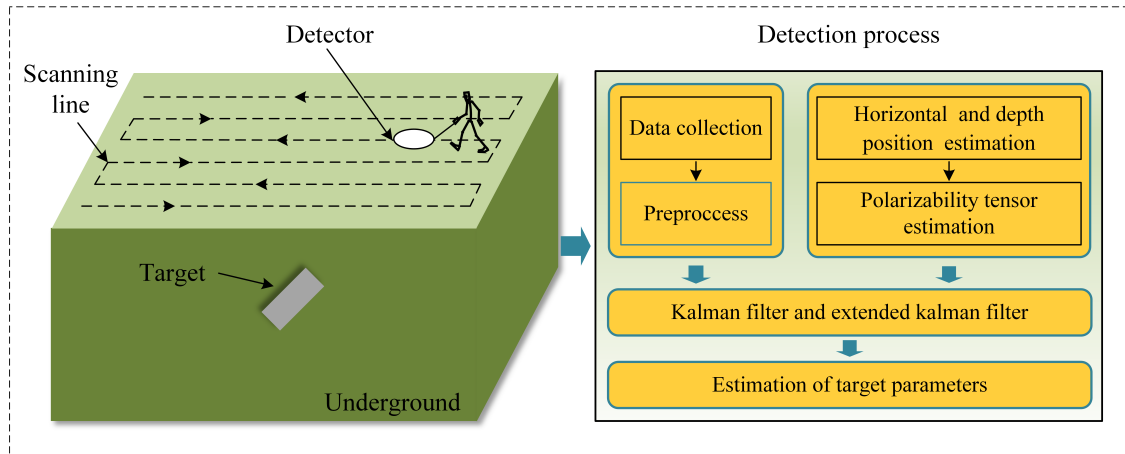 Detector
Scanning
line
Target
Underground
Detection process
Data collection
Preproccess
Horizontal and depth
position estimation
Polarizability tensor
estimation
Kalman filter and extended kalman filter
Estimation of target parameters